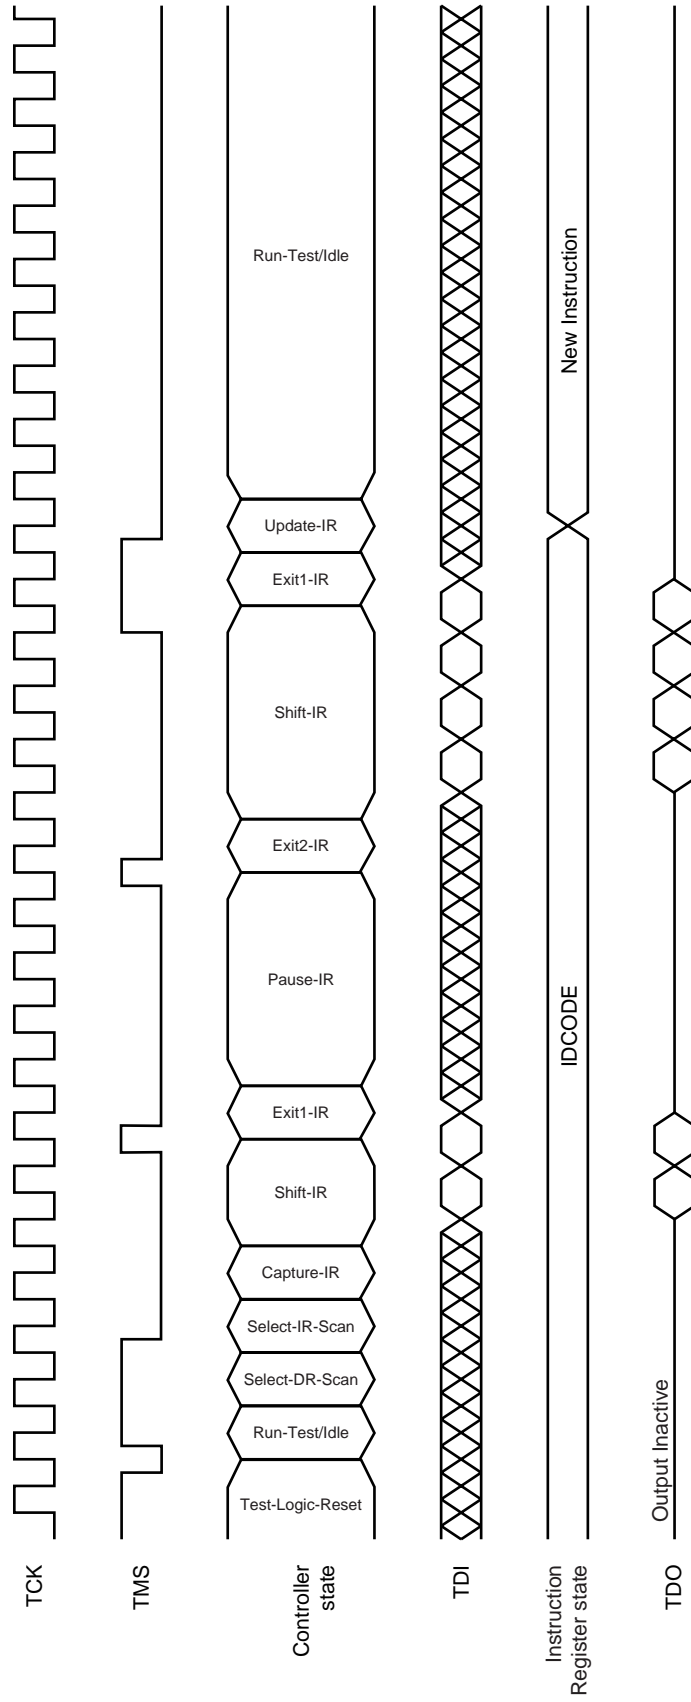 Run-Test/Idle
Update-IR
Exit1-IR
Shift-IR
Exit2-IR
Pause-IR
Exit1-IR
Shift-IR
Capture-IR
Select-IR-Scan
Select-DR-Scan
Run-Test/Idle
Test-Logic-Reset
New Instruction
IDCODE
Output Inactive
TCK
TMS
Controller
state
TDI
Instruction
Register state
TDO